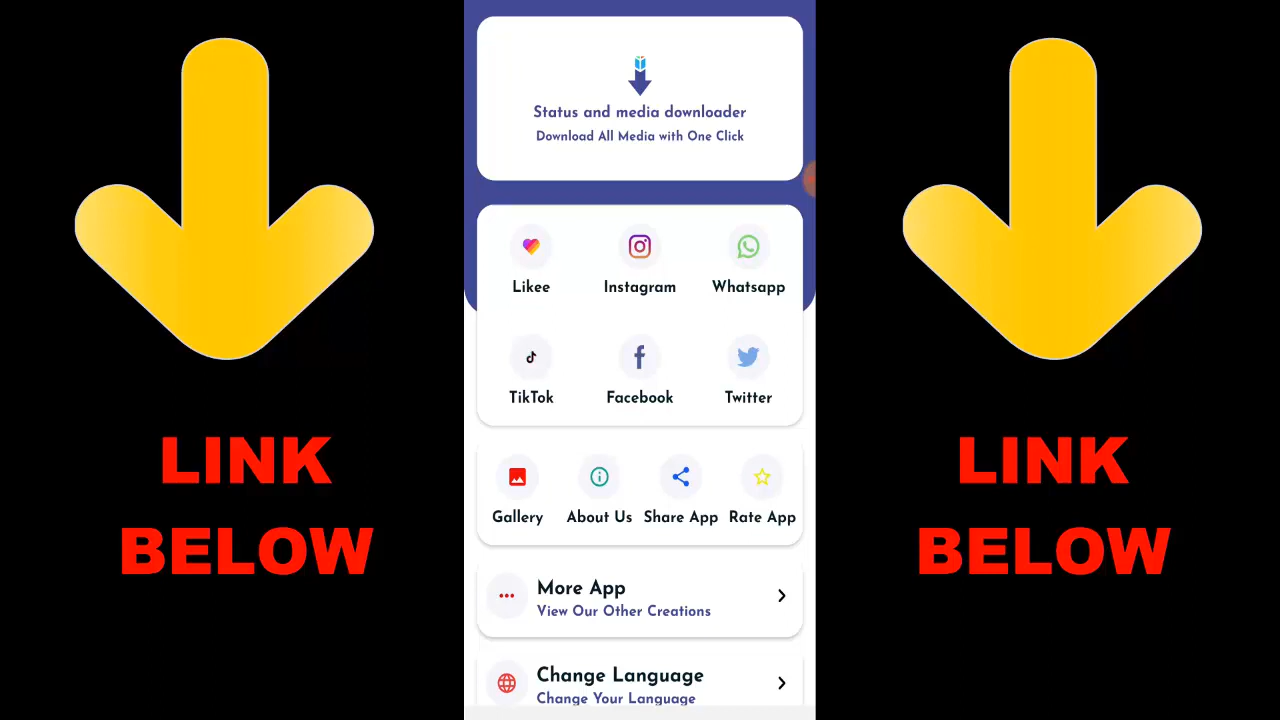 Status and media downloader
Download All Media with One Click
Likee
Instagram
Whatsapp
TikTok
Facebook
Twitter
LINK
BELOW
LINK
BELOW
Gallery
About Us
Share App
Rate App
More App
View Our Other Creations
Change Language
Change Your Language